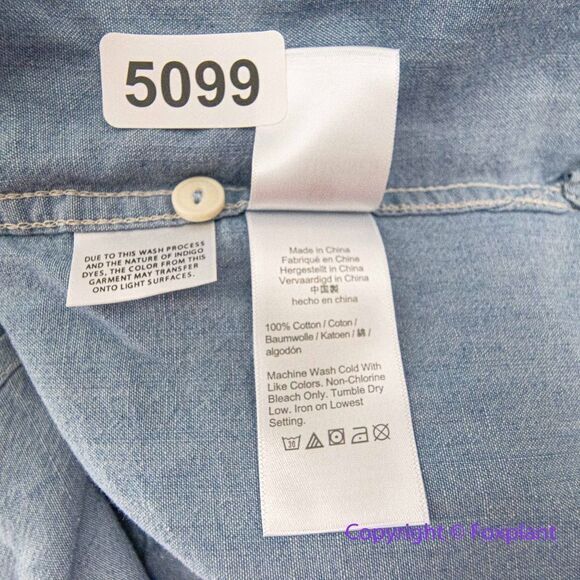 5099
DUE TO THIS WASH PROCESS
AND THE NATURE OF INDIGO
DYES, THE COLOR FROM THIS
GARMENT MAY TRANSFER
ONTO LIGHT SURFACES.
Made in China
Fabriqué en Chine
Hergestellt in China
Vervaardigd in China
中国製
hecho en china
100% Cotton / Coton /
Baumwolle / Katoen / 綿 /
algodón
Machine Wash Cold With
Like Colors. Non-Chlorine
Bleach Only. Tumble Dry
Low. Iron on Lowest
Setting.
30
Copyright © Foxplant